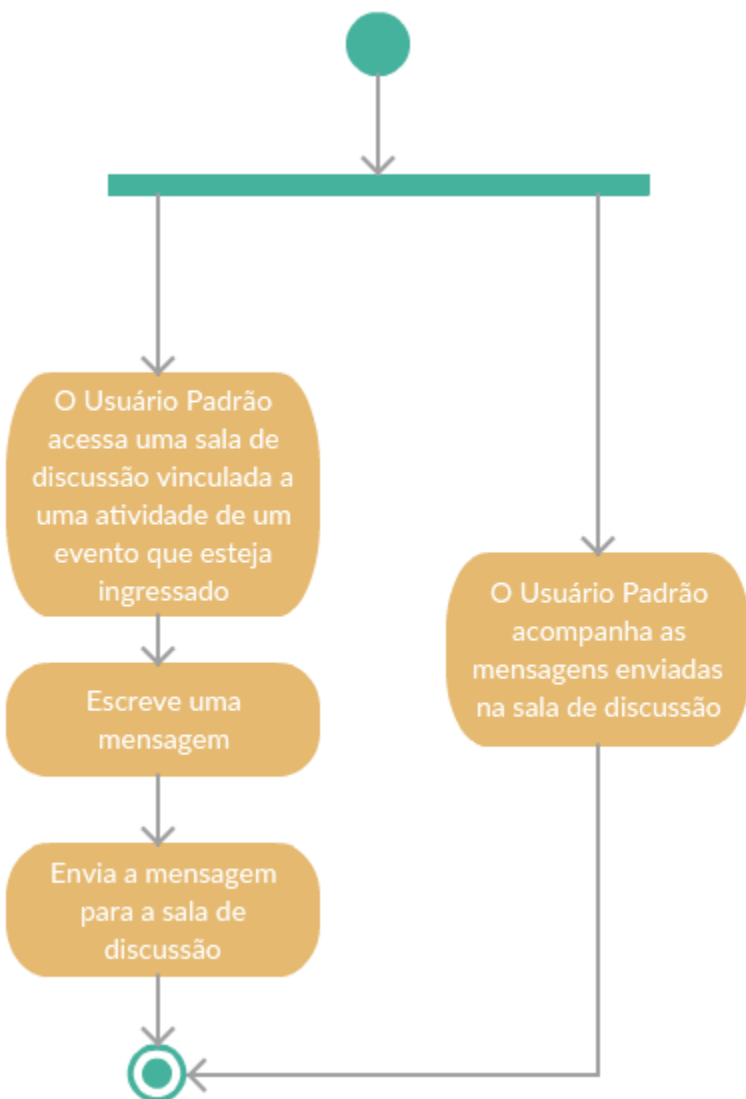 O Usuário Padrão
acessa uma sala de
discussão vinculada a
uma atividade de um
evento que esteja
ingressado
O Usuário Padrão
acompanha as
mensagens enviadas
na sala de discussão
Escreve uma
mensagem
Envia a mensagem
para a sala de
discussão